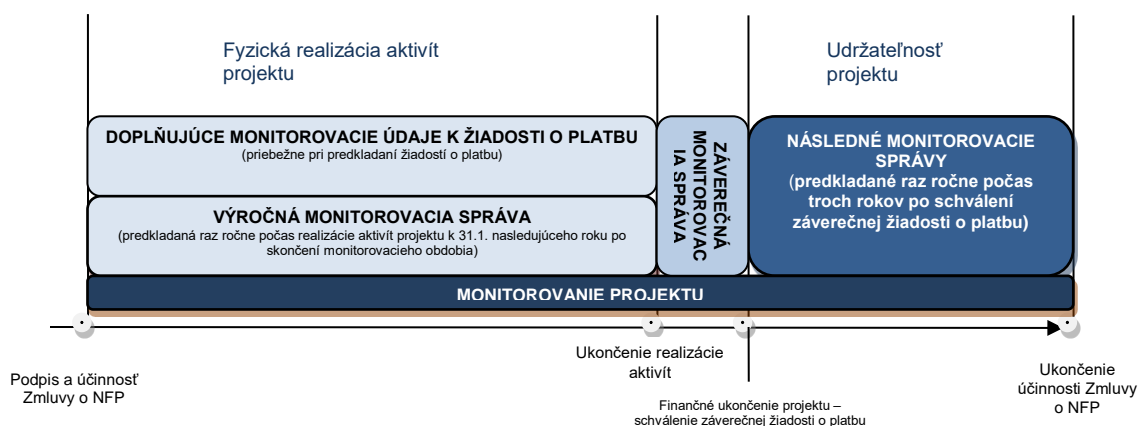 Fyzická realizácia aktivít
projektu
Udržateľnosť
projektu
DOPLŇUJÚCE MONITOROVACIE ÚDAJE K ŽIADOSTI O PLATBU
(priebežne pri predkladaní žiadostí o platbu)
VÝROČNÁ MONITOROVACIA SPRÁVA
(predkladaná raz ročne počas realizácie aktivít projektu k 31.1. nasledujúceho roku po
skončení monitorovacieho obdobia)
ZÁVEREČNÁ
MONITOROVAC
IA SPRÁVA
NÁSLEDNÉ MONITOROVACIE
SPRÁVY
(predkladané raz ročne počas
troch rokov po schválení
záverečnej žiadosti o platbu)
MONITOROVANIE PROJEKTU
Podpis a účinnosť
Zmluvy o NFP
Ukončenie realizácie
aktivít
Finančné ukončenie projektu –
schválenie záverečnej žiadosti o platbu
Ukončenie
účinnosti Zmluvy
o NFP